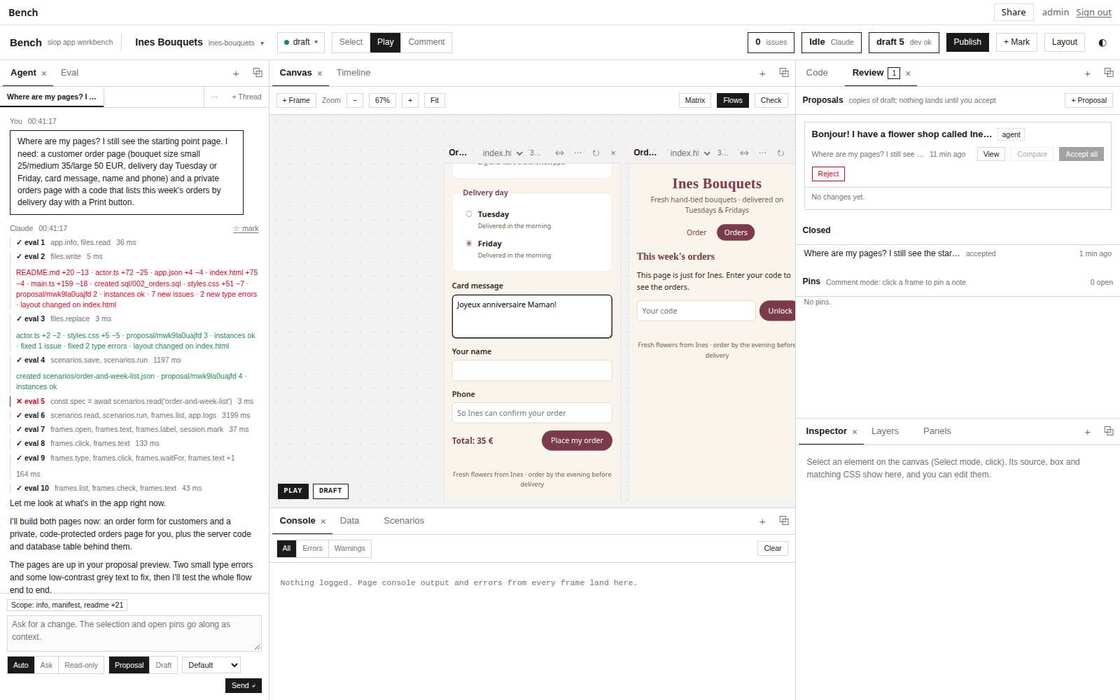 Bench
Share
admin
Sign out
Bench
slop app workbench
Ines Bouquets
ines-bouquets
draft
Select
Play
Comment
0 issues
Idle Claude
draft 5 dev ok
Publish
+ Mark
Layout
Agent
Eval
Where are my pages? I …
+ Thread
You 00:41:17
Where are my pages? I still see the starting point page. I
need: a customer order page (bouquet size small
25/medium 35/large 50 EUR, delivery day Tuesday or
Friday, card message, name and phone) and a private
orders page with a code that lists this week's orders by
delivery day with a Print button.
Claude 00:41:17
☆ mark
✓ eval 1 app.info, files.read 36 ms
✓ eval 2 files.write 5 ms
README.md +20 −13 · actor.ts +72 −25 · app.json +4 −4 · index.html +75
−4 · main.ts +159 −18 · created sql/002_orders.sql · styles.css +51 −7 ·
proposal/mwk9la0uajfd 2 · instances ok · 7 new issues · 2 new type errors
· layout changed on index.html
✓ eval 3 files.replace 3 ms
actor.ts +2 −2 · styles.css +5 −5 · proposal/mwk9la0uajfd 3 · instances ok
· fixed 1 issue · fixed 2 type errors · layout changed on index.html
✓ eval 4 scenarios.save, scenarios.run 1197 ms
created scenarios/order-and-week-list.json · proposal/mwk9la0uajfd 4 ·
instances ok
✕ eval 5 const spec = await scenarios.read('order-and-week-list') 3 ms
✓ eval 6 scenarios.read, scenarios.run, frames.list, app.logs 3199 ms
✓ eval 7 frames.open, frames.text, frames.label, session.mark 37 ms
✓ eval 8 frames.click, frames.text 133 ms
✓ eval 9 frames.type, frames.click, frames.waitFor, frames.text +1
164 ms
✓ eval 10 frames.list, frames.check, frames.text 43 ms
Let me look at what's in the app right now.
I'll build both pages now: an order form for customers and a
private, code-protected orders page for you, plus the server code
and database table behind them.
The pages are up in your proposal preview. Two small type errors
and some low-contrast grey text to fix, then I'll test the whole flow
end to end.
Scope: info, manifest, readme +21
Ask for a change. The selection and open pins go along as
context.
Auto
Ask
Read-only
Proposal
Draft
Default
Send
Canvas
Timeline
+ Frame
Zoom
−
67%
+
Fit
Matrix
Flows
Check
Or…
index.h
3…
Delivery day
Tuesday
Delivered in the morning
Friday
Delivered in the morning
Card message
Joyeux anniversaire Maman!
Your name
Phone
So Ines can confirm your order
Total: 35 €
Place my order
Fresh flowers from Ines · order by the evening before
delivery
Ord…
index.h
3…
Ines Bouquets
Fresh hand-tied bouquets · delivered on
Tuesdays & Fridays
Order
Orders
This week's orders
This page is just for Ines. Enter your code to
see the orders.
Your code
Unlock
Fresh flowers from Ines · order by the evening before
delivery
PLAY
DRAFT
Console
Data
Scenarios
All
Errors
Warnings
Clear
Nothing logged. Page console output and errors from every frame land here.
Code
Review 1
Proposals copies of draft; nothing lands until you accept
+ Proposal
Bonjour! I have a flower shop called Ine…
agent
Where are my pages? I still see …
11 min ago
View
Compare
Accept all
Reject
No changes yet.
Closed
Where are my pages? I still see the star…
accepted
1 min ago
Pins Comment mode: click a frame to pin a note
0 open
No pins.
Inspector
Layers
Panels
Select an element on the canvas (Select mode, click). Its source, box and
matching CSS show here, and you can edit them.